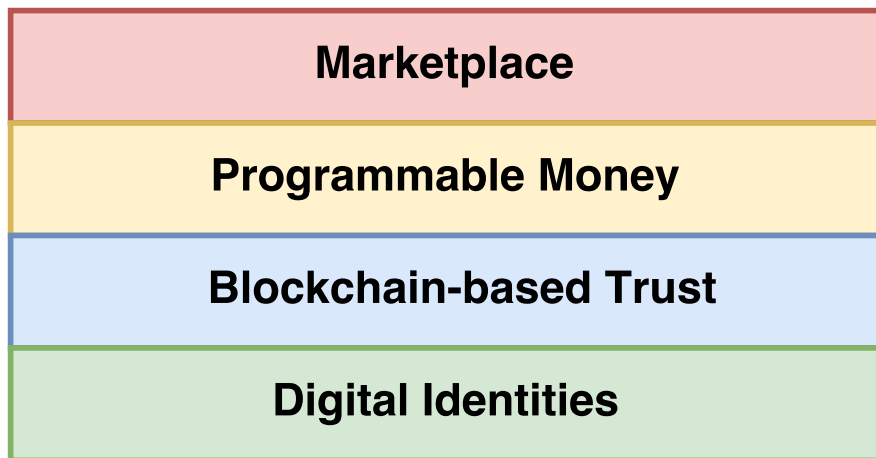 Marketplace
Programmable Money
Blockchain-based Trust
Digital Identities